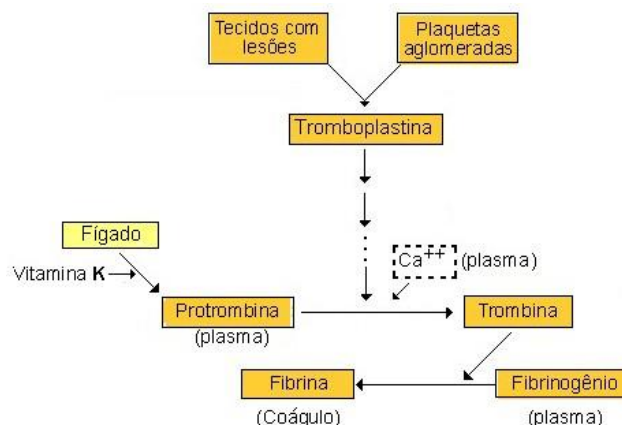 Tecidos com
lesões
Plaquetas
aglomeradas
Tromboplastina
Fígado
Vitamina K
Ca++ (plasma)
Protrombina
(plasma)
Trombina
Fibrina
(Coágulo)
Fibrinogênio
(plasma)